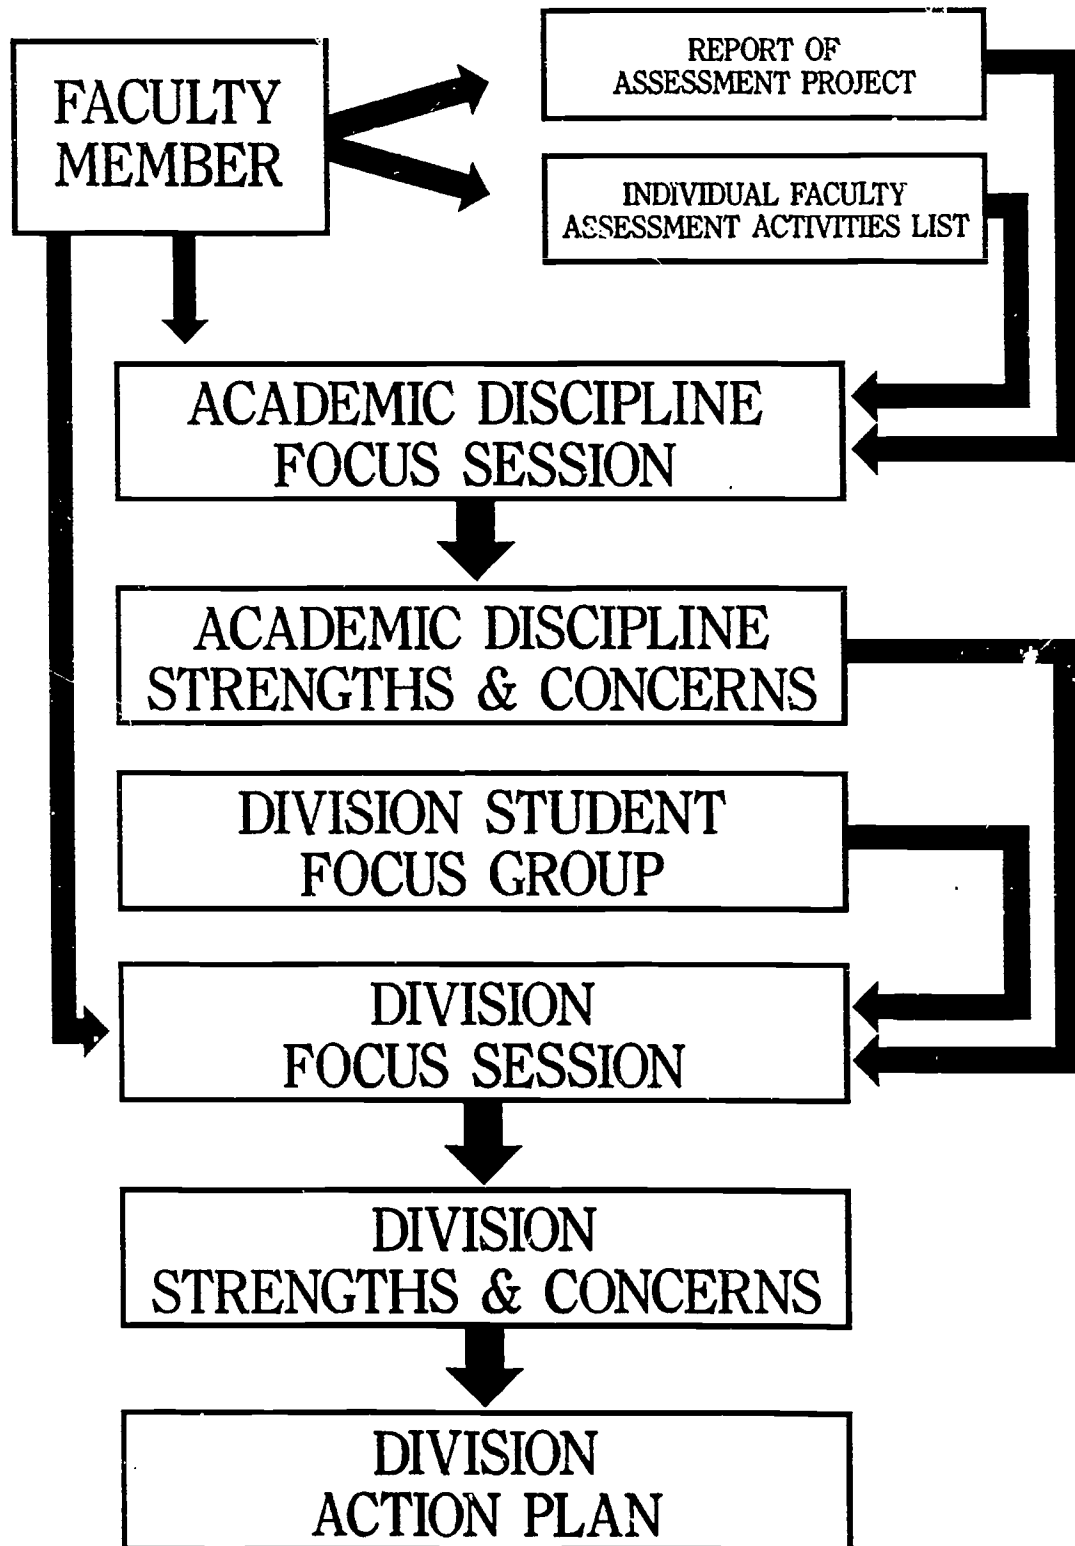 FACULTY
MEMBER
REPORT OF
ASSESSMENT PROJECT
INDIVIDUAL FACULTY
ASSESSMENT ACTIVITIES LIST
ACADEMIC DISCIPLINE
FOCUS SESSION
ACADEMIC DISCIPLINE
STRENGTHS & CONCERNS
DIVISION STUDENT
FOCUS GROUP
DIVISION
FOCUS SESSION
DIVISION
STRENGTHS & CONCERNS
DIVISION
ACTION PLAN